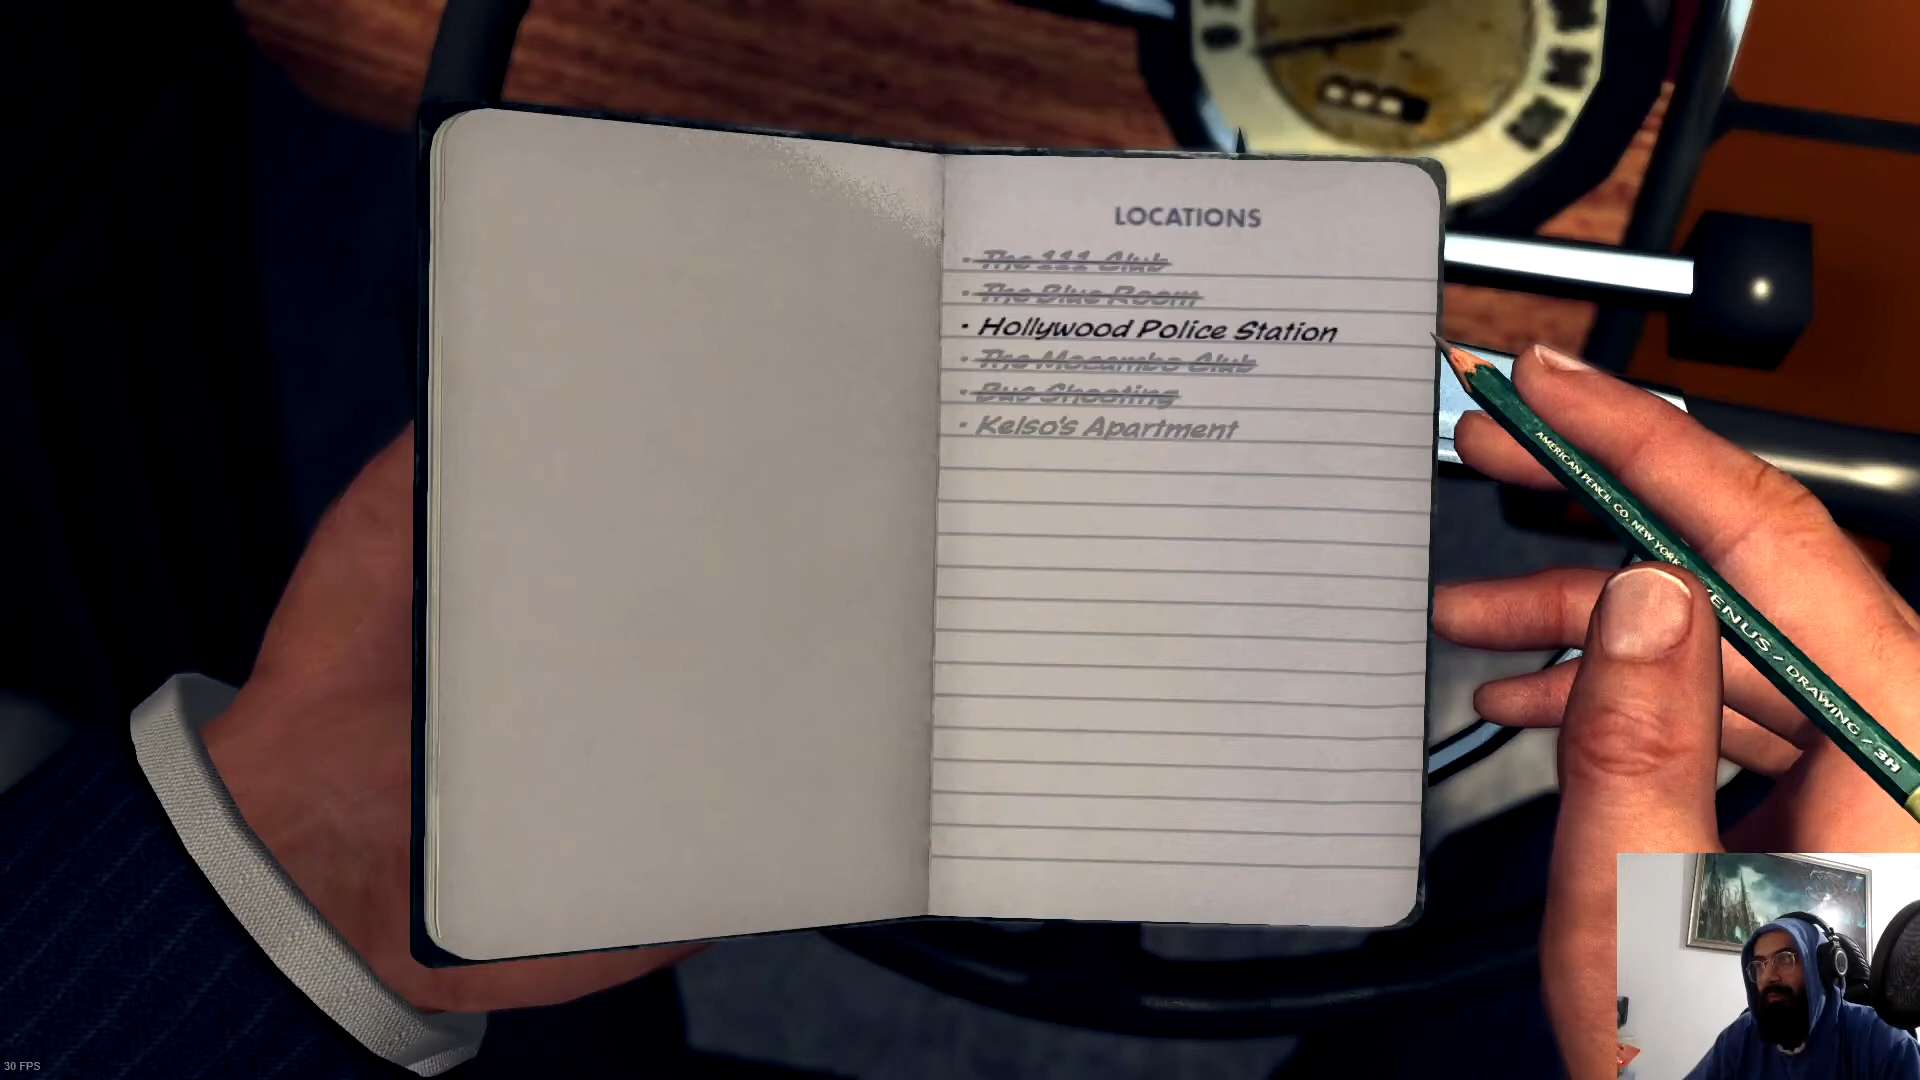 LOCATIONS
• The 111 Club
• The Blue Room
• Hollywood Police Station
• The Mocambo Club
• Bus Shooting
• Kelso's Apartment
AMERICAN PENCIL CO. NEW YORK
VENUS / DRAWING / 3H
30 FPS